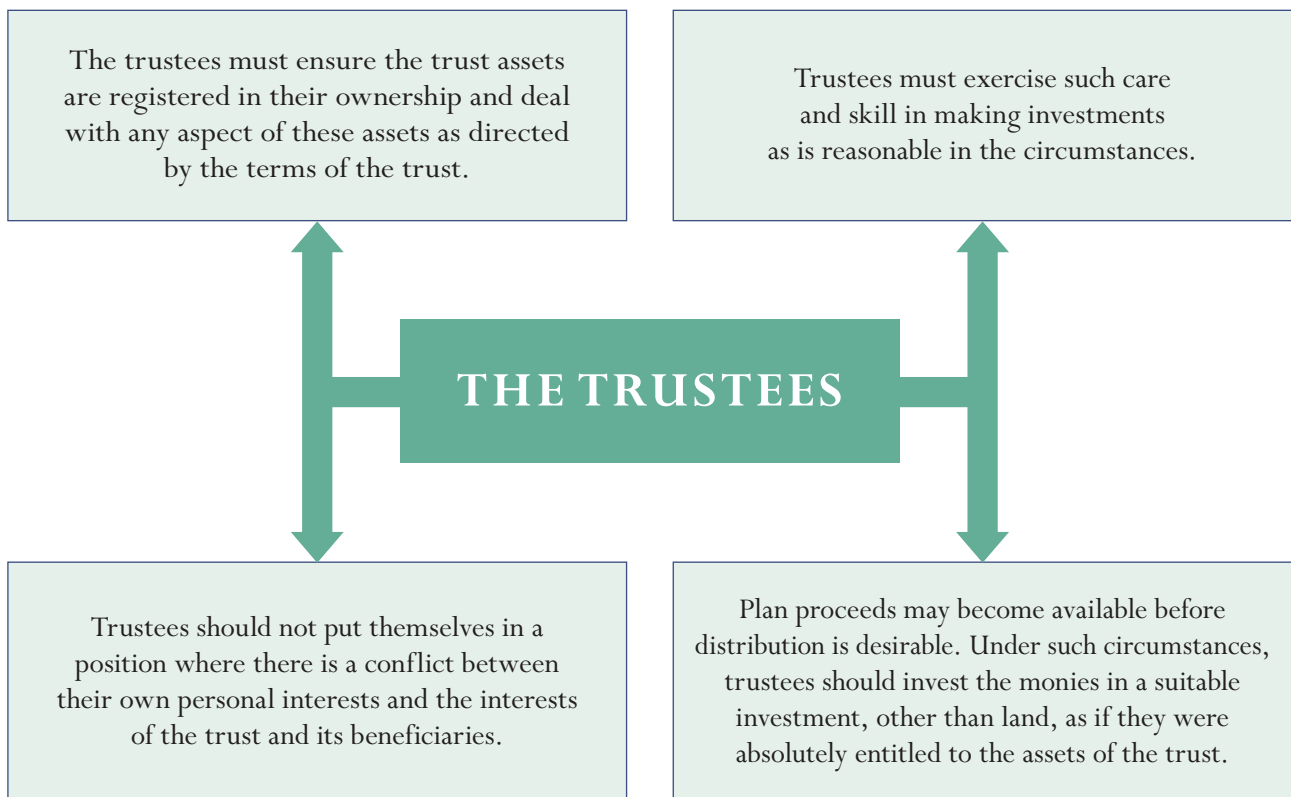 The trustees must ensure the trust assets
are registered in their ownership and deal
with any aspect of these assets as directed
by the terms of the trust.
Trustees must exercise such care
and skill in making investments
as is reasonable in the circumstances.
THE TRUSTEES
Trustees should not put themselves in a
position where there is a conflict between
their own personal interests and the interests
of the trust and its beneficiaries.
Plan proceeds may become available before
distribution is desirable. Under such circumstances,
trustees should invest the monies in a suitable
investment, other than land, as if they were
absolutely entitled to the assets of the trust.